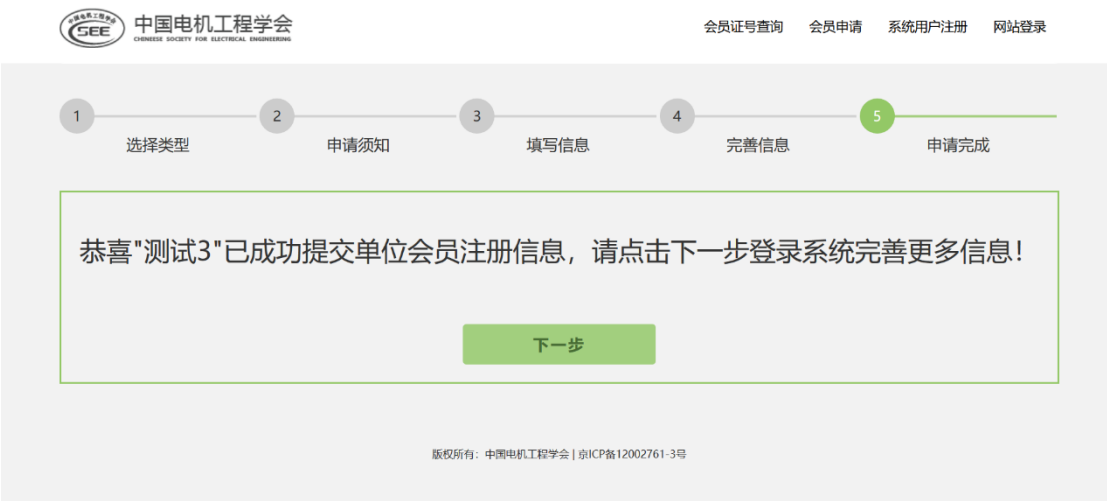 SEE
中国电机工程学会
CHINESE SOCIETY FOR ELECTRICAL ENGINEERING
会员证号查询 会员申请 系统用户注册 网站登录
1 2 3 4 5
选择类型 申请须知 填写信息 完善信息 申请完成
恭喜"测试3"已成功提交单位会员注册信息，请点击下一步登录系统完善更多信息！
下一步
版权所有：中国电机工程学会 | 京ICP备12002761-3号